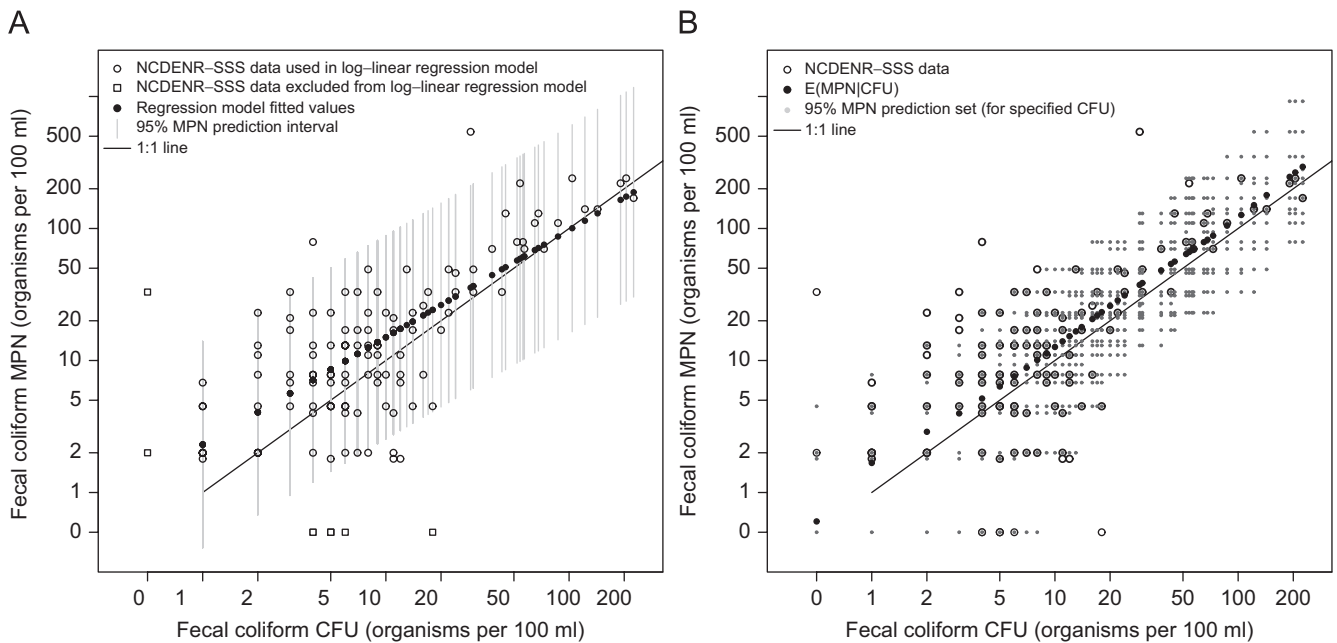 A
NCDENR–SSS data used in log–linear regression model
NCDENR–SSS data excluded from log–linear regression model
Regression model fitted values
95% MPN prediction interval
1:1 line
Fecal coliform MPN (organisms per 100 ml)
500
200
100
50
20
10
5
2
1
0
0 1 2 5 10 20 50 100 200
Fecal coliform CFU (organisms per 100 ml)
B
NCDENR–SSS data
E(MPN|CFU)
95% MPN prediction set (for specified CFU)
1:1 line
Fecal coliform MPN (organisms per 100 ml)
500
200
100
50
20
10
5
2
1
0
0 1 2 5 10 20 50 100 200
Fecal coliform CFU (organisms per 100 ml)